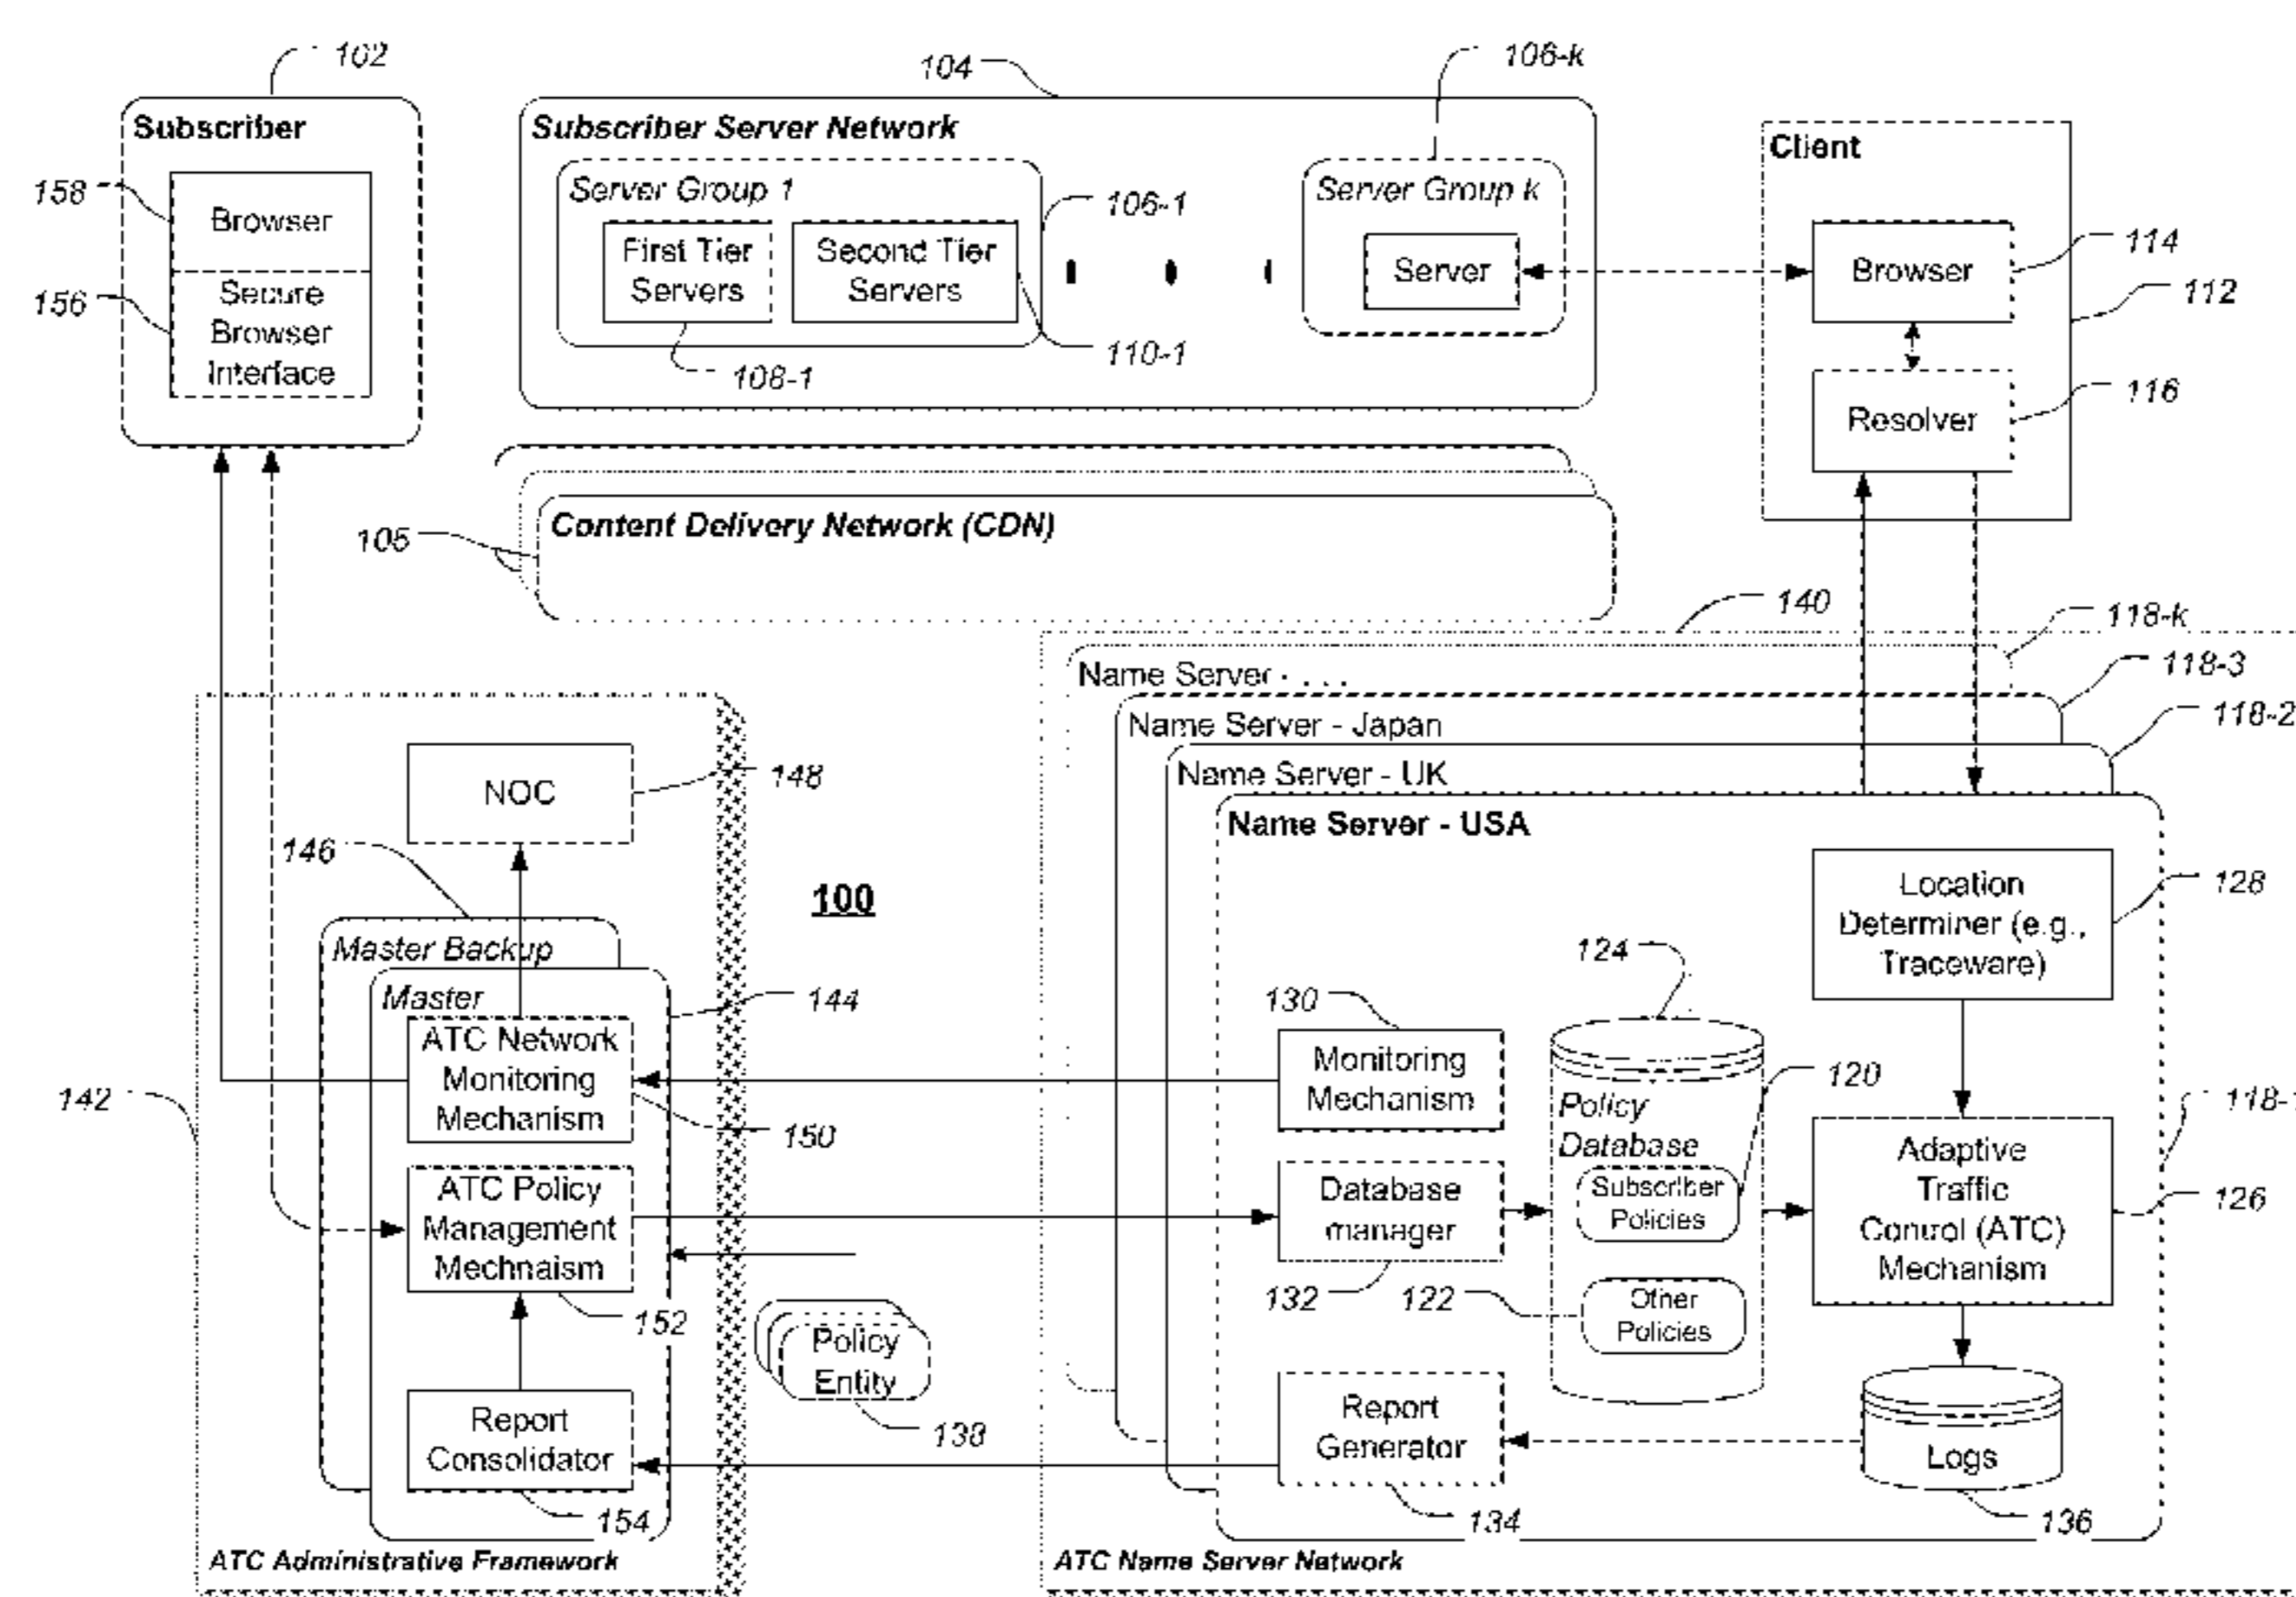 102
104
106-k
Subscriber
Subscriber Server Network
Client
Server Group 1
Server Group k
158
Browser
106-1
First Tier
Servers
Second Tier
Servers
Server
Browser
114
156
Secure
Browser
Interface
112
110-1
108-1
Resolver
116
105
Content Delivery Network (CDN)
140
118-k
Name Server - . . .
118-3
Name Server - Japan
118-2
Name Server - UK
Name Server - USA
NOC
148
146
100
Location
Determiner (e.g.,
Traceware)
128
Master Backup
124
Master
144
130
ATC Network
Monitoring
Mechanism
Monitoring
Mechanism
120
142
150
Policy
Database
118-1
ATC Policy
Management
Mechnaism
Database
manager
Subscriber
Policies
Adaptive
Traffic
Control (ATC)
Mechanism
126
152
132
122
Other
Policies
Policy
Entity
138
Report
Consolidator
Report
Generator
Logs
154
134
136
ATC Administrative Framework
ATC Name Server Network